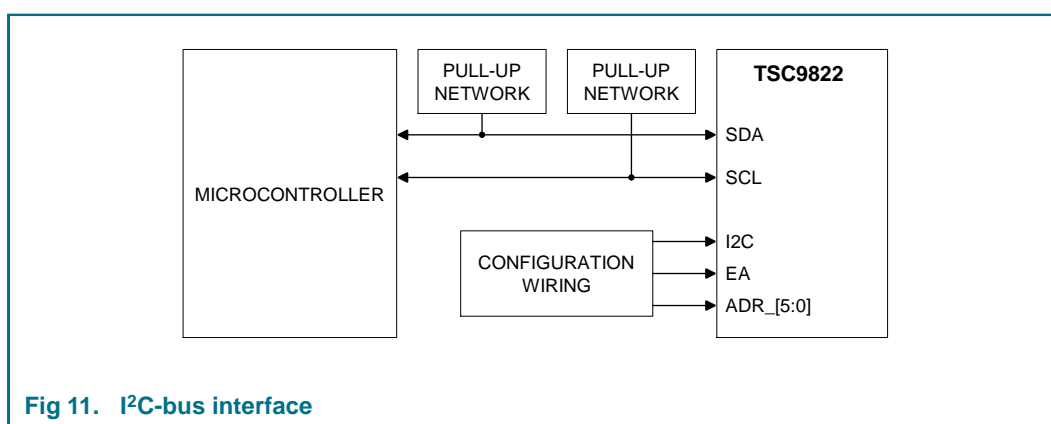 PULL-UP
NETWORK
PULL-UP
NETWORK
TSC9822
SDA
SCL
MICROCONTROLLER
I2C
EA
ADR_[5:0]
CONFIGURATION
WIRING
Fig 11. I²C-bus interface